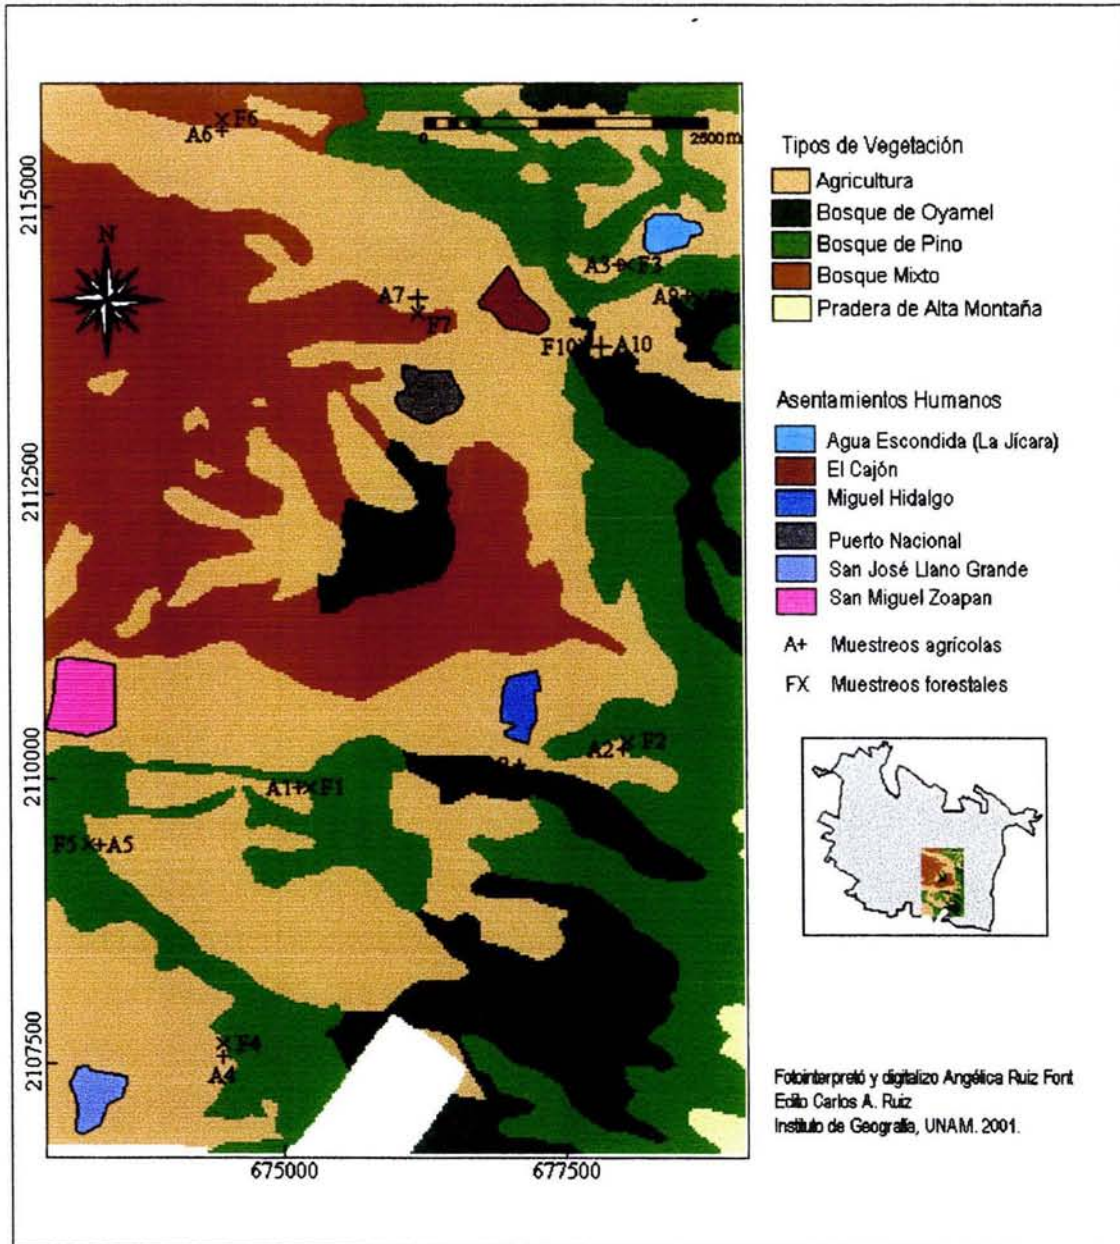 F6
A6
0
2500 m
2115000
N
A3 F3
A7
F7
F10 A10
2112500
2110000
A2 F2
A1 F1
F5 A5
2107500
F4
A4
675000
677500
Tipos de Vegetación
Agricultura
Bosque de Oyamel
Bosque de Pino
Bosque Mixto
Pradera de Alta Montaña
Asentamientos Humanos
Agua Escondida (La Jícara)
El Cajón
Miguel Hidalgo
Puerto Nacional
San José Llano Grande
San Miguel Zoapan
A+ Muestreos agrícolas
FX Muestreos forestales
Fotointerpretó y digitalizo Angélica Ruiz Font
Edito Carlos A. Ruiz
Instituto de Geografía, UNAM. 2001.